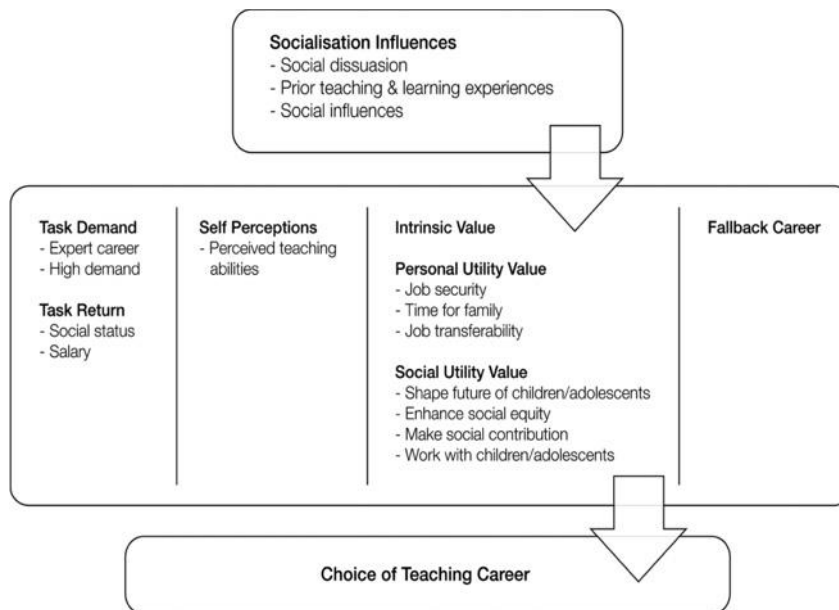 Socialisation Influences
- Social dissuasion
- Prior teaching & learning experiences
- Social influences
Task Demand
- Expert career
- High demand
Task Return
- Social status
- Salary
Self Perceptions
- Perceived teaching
abilities
Intrinsic Value
Personal Utility Value
- Job security
- Time for family
- Job transferability
Social Utility Value
- Shape future of children/adolescents
- Enhance social equity
- Make social contribution
- Work with children/adolescents
Fallback Career
Choice of Teaching Career